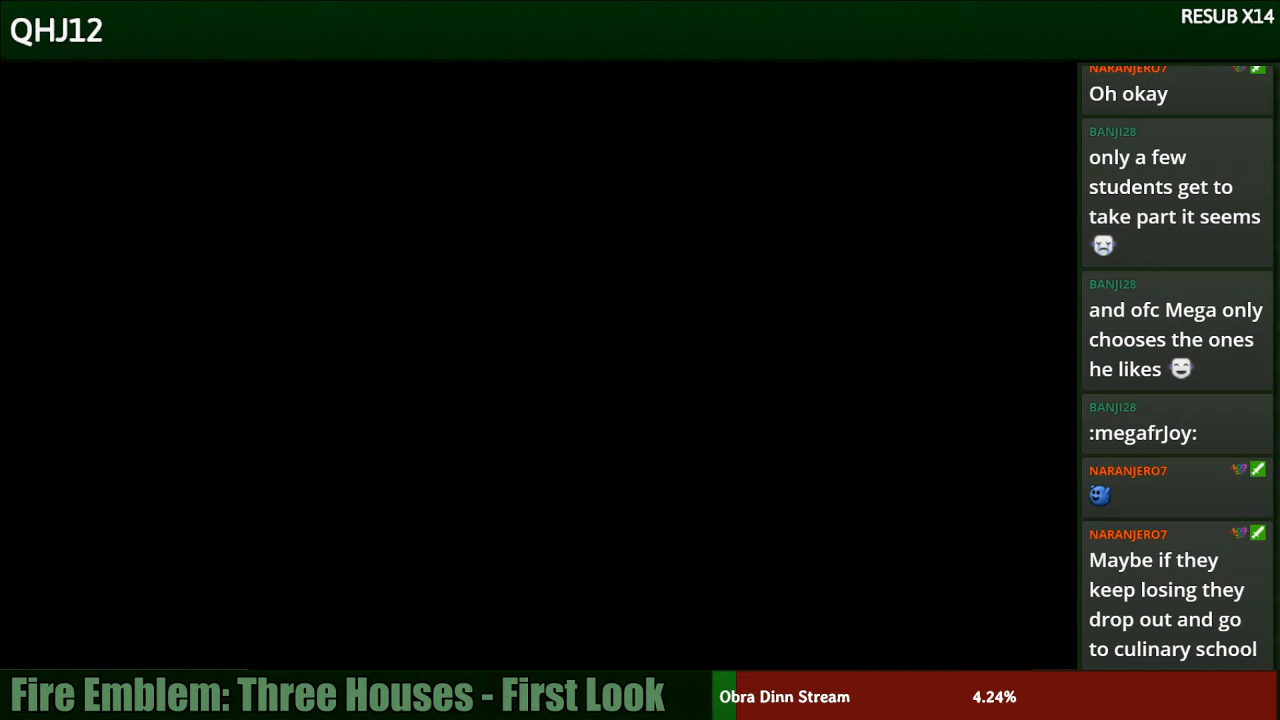 QHJ12
RESUB X14
NARANJERO7
Oh okay
BANJI28
only a few
students get to
take part it seems
BANJI28
and ofc Mega only
chooses the ones
he likes
BANJI28
:megafrJoy:
NARANJERO7
NARANJERO7
Maybe if they
keep losing they
drop out and go
to culinary school
Fire Emblem: Three Houses - First Look
Obra Dinn Stream 4.24%